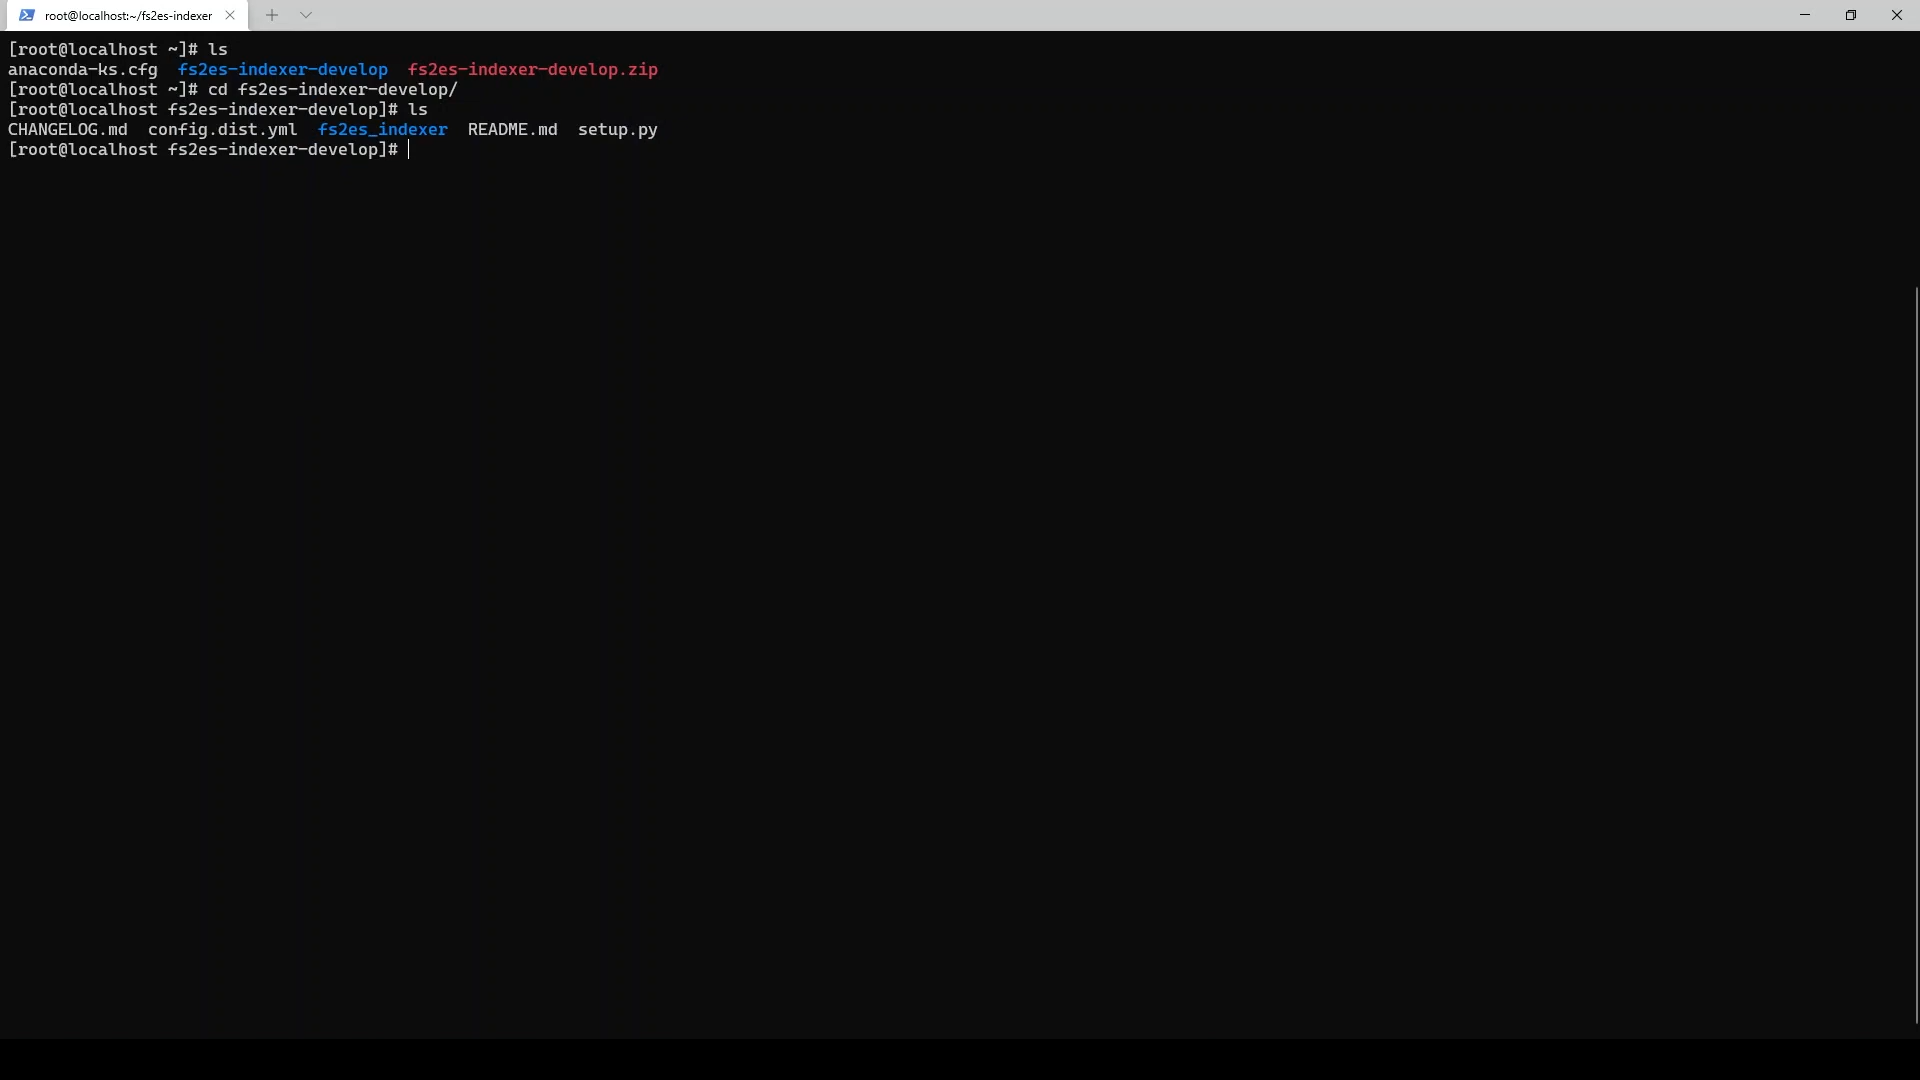 root@localhost:~/fs2es-indexer
[root@localhost ~]# ls
anaconda-ks.cfg  fs2es-indexer-develop  fs2es-indexer-develop.zip
[root@localhost ~]# cd fs2es-indexer-develop/
[root@localhost fs2es-indexer-develop]# ls
CHANGELOG.md  config.dist.yml  fs2es_indexer  README.md  setup.py
[root@localhost fs2es-indexer-develop]#